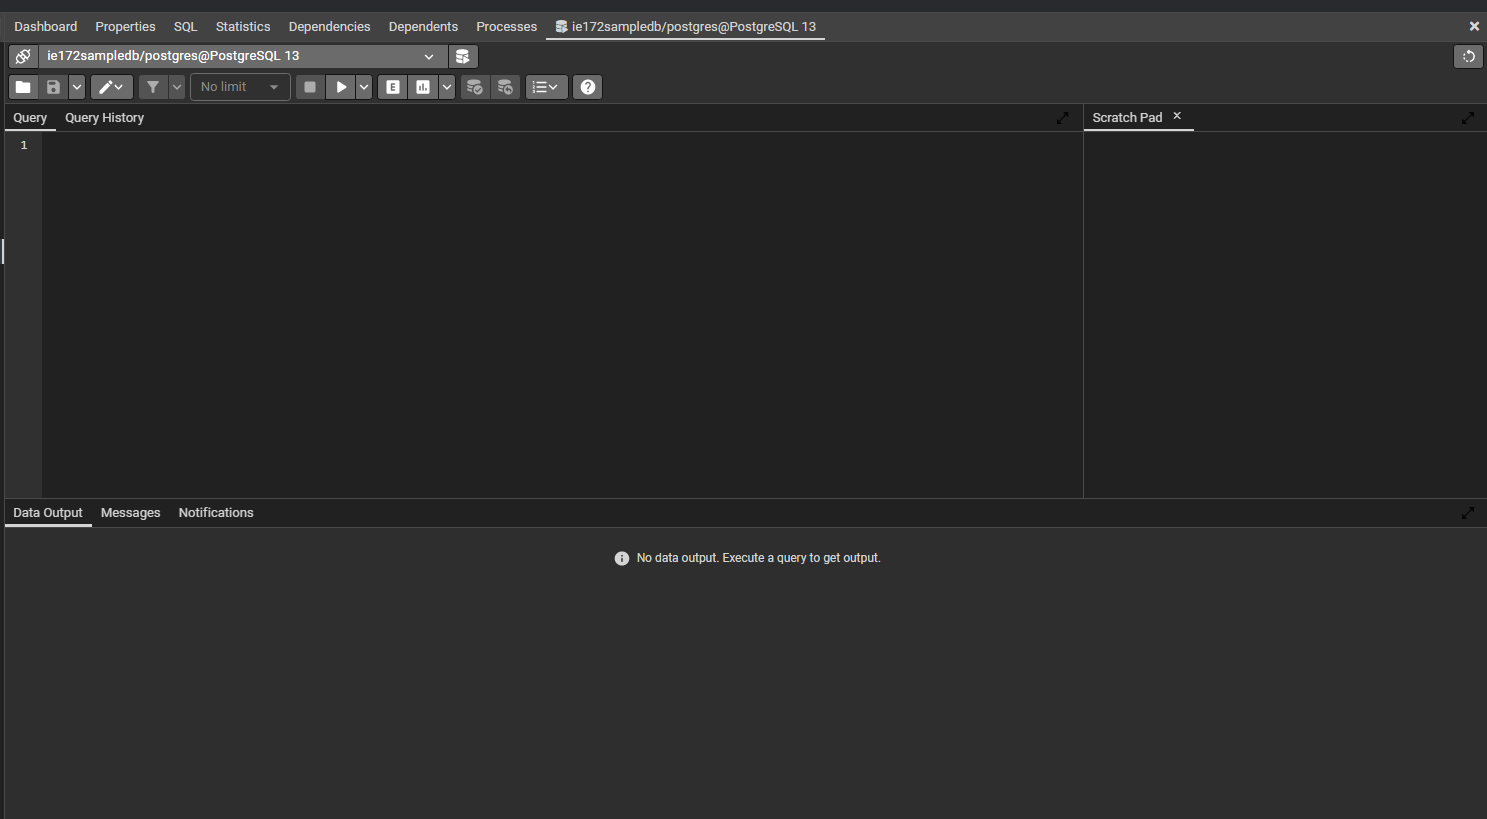 Dashboard Properties SQL Statistics Dependencies Dependents Processes ie172sampledb/postgres@PostgreSQL 13
ie172sampledb/postgres@PostgreSQL 13
No limit E
Query Query History Scratch Pad
1
Data Output Messages Notifications
No data output. Execute a query to get output.